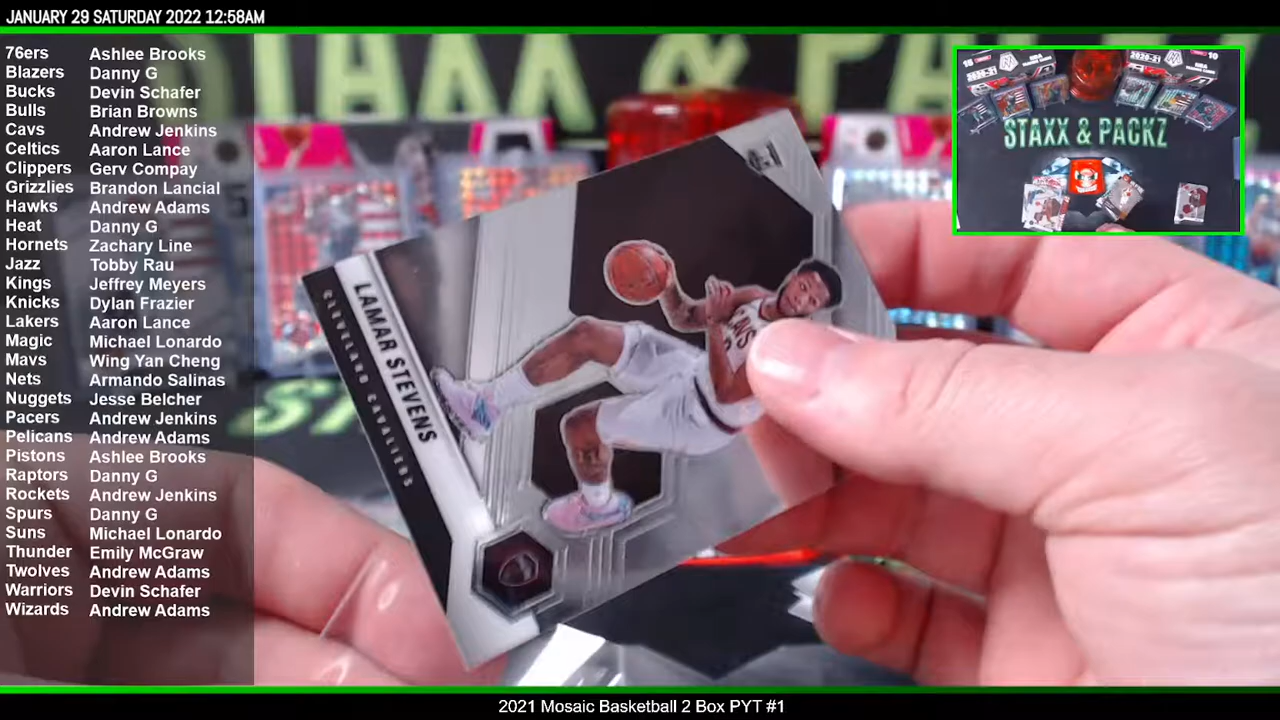 JANUARY 29 SATURDAY 2022 12:58AM
76ers Ashlee Brooks
Blazers Danny G
Bucks Devin Schafer
Bulls Brian Browns
Cavs Andrew Jenkins
Celtics Aaron Lance
Clippers Gerv Compay
Grizzlies Brandon Lancial
Hawks Andrew Adams
Heat Danny G
Hornets Zachary Line
Jazz Tobby Rau
Kings Jeffrey Meyers
Knicks Dylan Frazier
Lakers Aaron Lance
Magic Michael Lonardo
Mavs Wing Yan Cheng
Nets Armando Salinas
Nuggets Jesse Belcher
Pacers Andrew Jenkins
Pelicans Andrew Adams
Pistons Ashlee Brooks
Raptors Danny G
Rockets Andrew Jenkins
Spurs Danny G
Suns Michael Lonardo
Thunder Emily McGraw
Twolves Andrew Adams
Warriors Devin Schafer
Wizards Andrew Adams
STAXX & P
LAMAR STEVENS
CLEVELAND CAVALIERS
CAVS
STAXX & PACKZ
2021 Mosaic Basketball 2 Box PYT #1